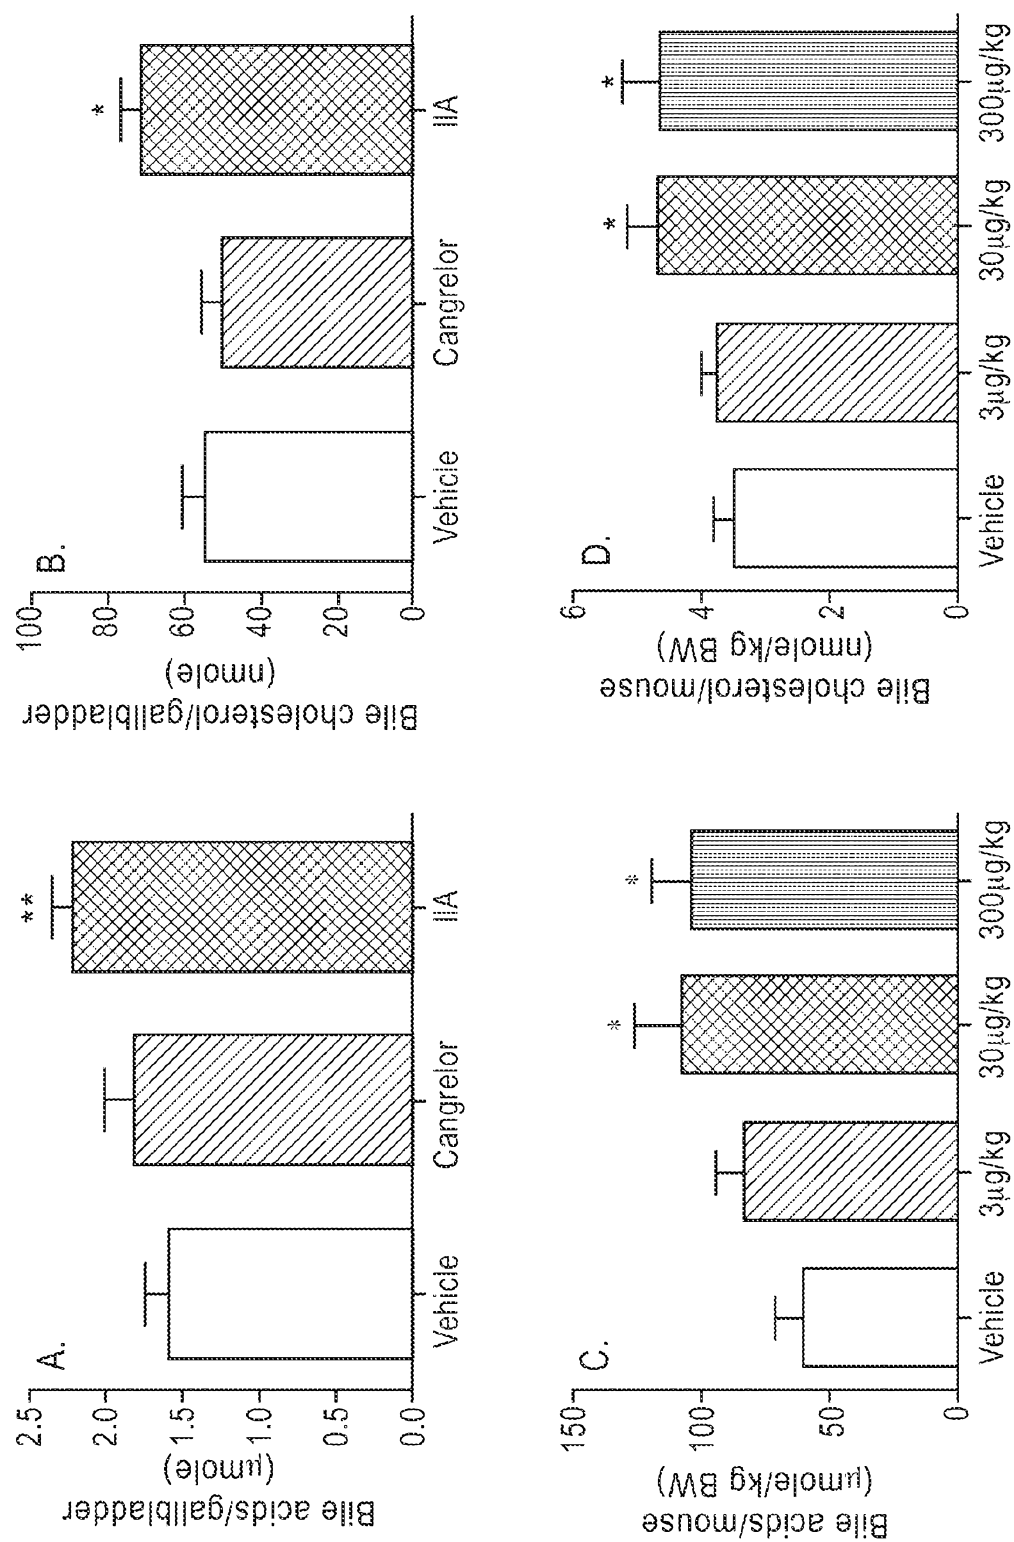 A.
Bile acids/gallbladder
(µmole)
2.5
2.0
1.5
1.0
0.5
0.0
**
Vehicle
Cangrelor
IIA
B.
Bile cholesterol/gallbladder
(nmole)
100
80
60
40
20
0
*
Vehicle
Cangrelor
IIA
C.
Bile acids/mouse
(µmole/kg BW)
150
100
50
0
*
*
Vehicle
3µg/kg
30µg/kg
300µg/kg
D.
Bile cholesterol/mouse
(nmole/kg BW)
6
4
2
0
*
*
Vehicle
3µg/kg
30µg/kg
300µg/kg